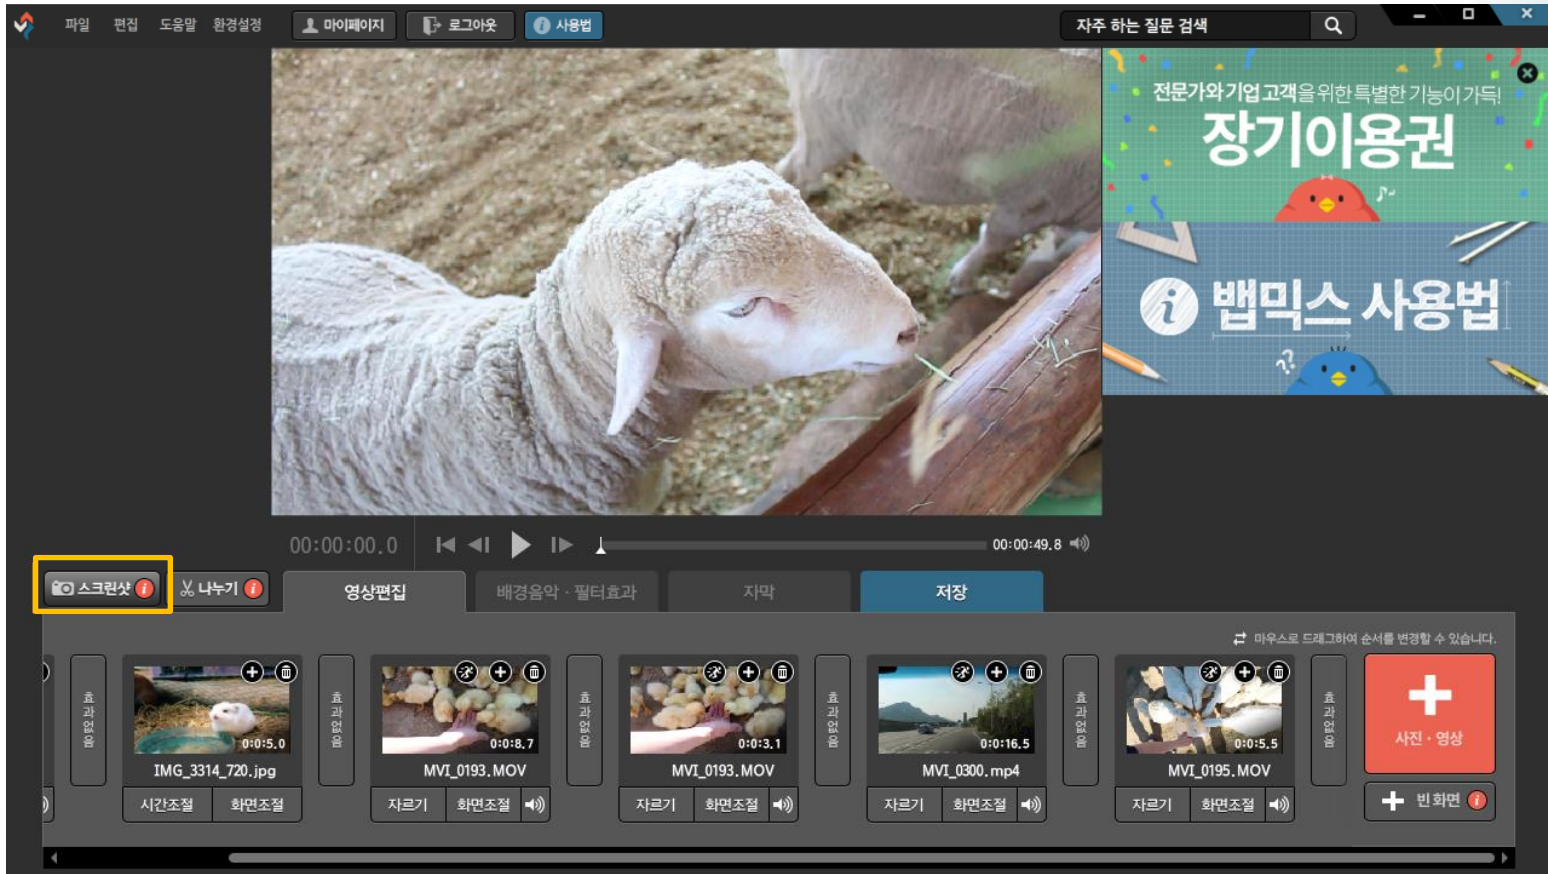 파일 편집 도움말 환경설정 마이페이지 로그아웃 사용법 자주 하는 질문 검색
전문가와 기업 고객을 위한 특별한 기능이 가득!
장기이용권
뱁믹스 사용법
??
00:00:00.0 00:00:49.8
스크린샷 나누기 영상편집 배경음악 · 필터효과 자막 저장
마우스로 드래그하여 순서를 변경할 수 있습니다.
효과없음 0:0:5.0 효과없음 0:0:8.7 효과없음 0:0:3.1 효과없음 0:0:16.5 효과없음 0:0:5.5 효과없음 사진 · 영상
IMG_3314_720.jpg MVI_0193.MOV MVI_0193.MOV MVI_0300.mp4 MVI_0195.MOV
시간조절 화면조절 자르기 화면조절 자르기 화면조절 자르기 화면조절 자르기 화면조절 빈 화면